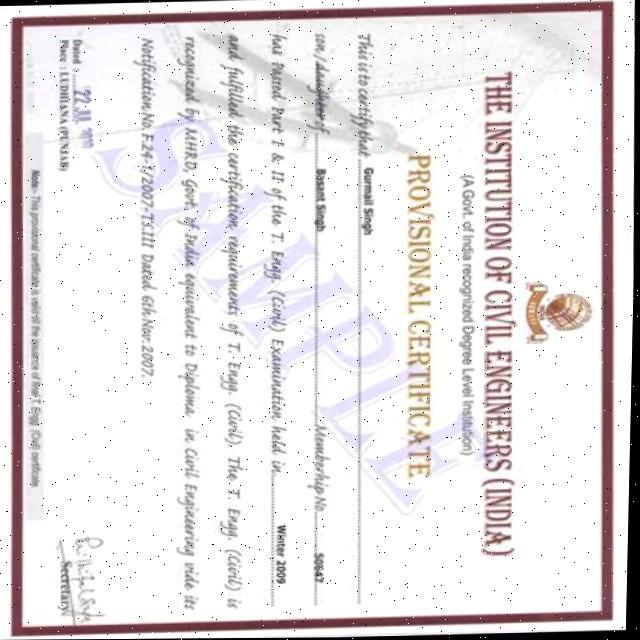 THE INSTITUTION OF CIVIL ENGINEERS (INDIA)
(A Govt. of India recognized Degree Level Institution)
PROVISIONAL CERTIFICATE
This is to certify that Gurmail Singh
son / daughter of Basant Singh Membership No. 50647
has passed Part I & II of the T. Engg. (Civil) Examination held in Winter 2009
and fulfilled the certification requirements of T. Engg. (Civil). The T. Engg. (Civil) is
recognized by MHRD, Govt. of India equivalent to Diploma in Civil Engineering vide its
Notification No. F.24-1/2007-TS.III Dated 6th Nov. 2007.
SAMPLE
Dated : 22 JUL
Place : LUDHIANA (PUNJAB)
Secretary
Note: This provisional certificate is valid till the issuance of final T. Engg. (Civil) certificate